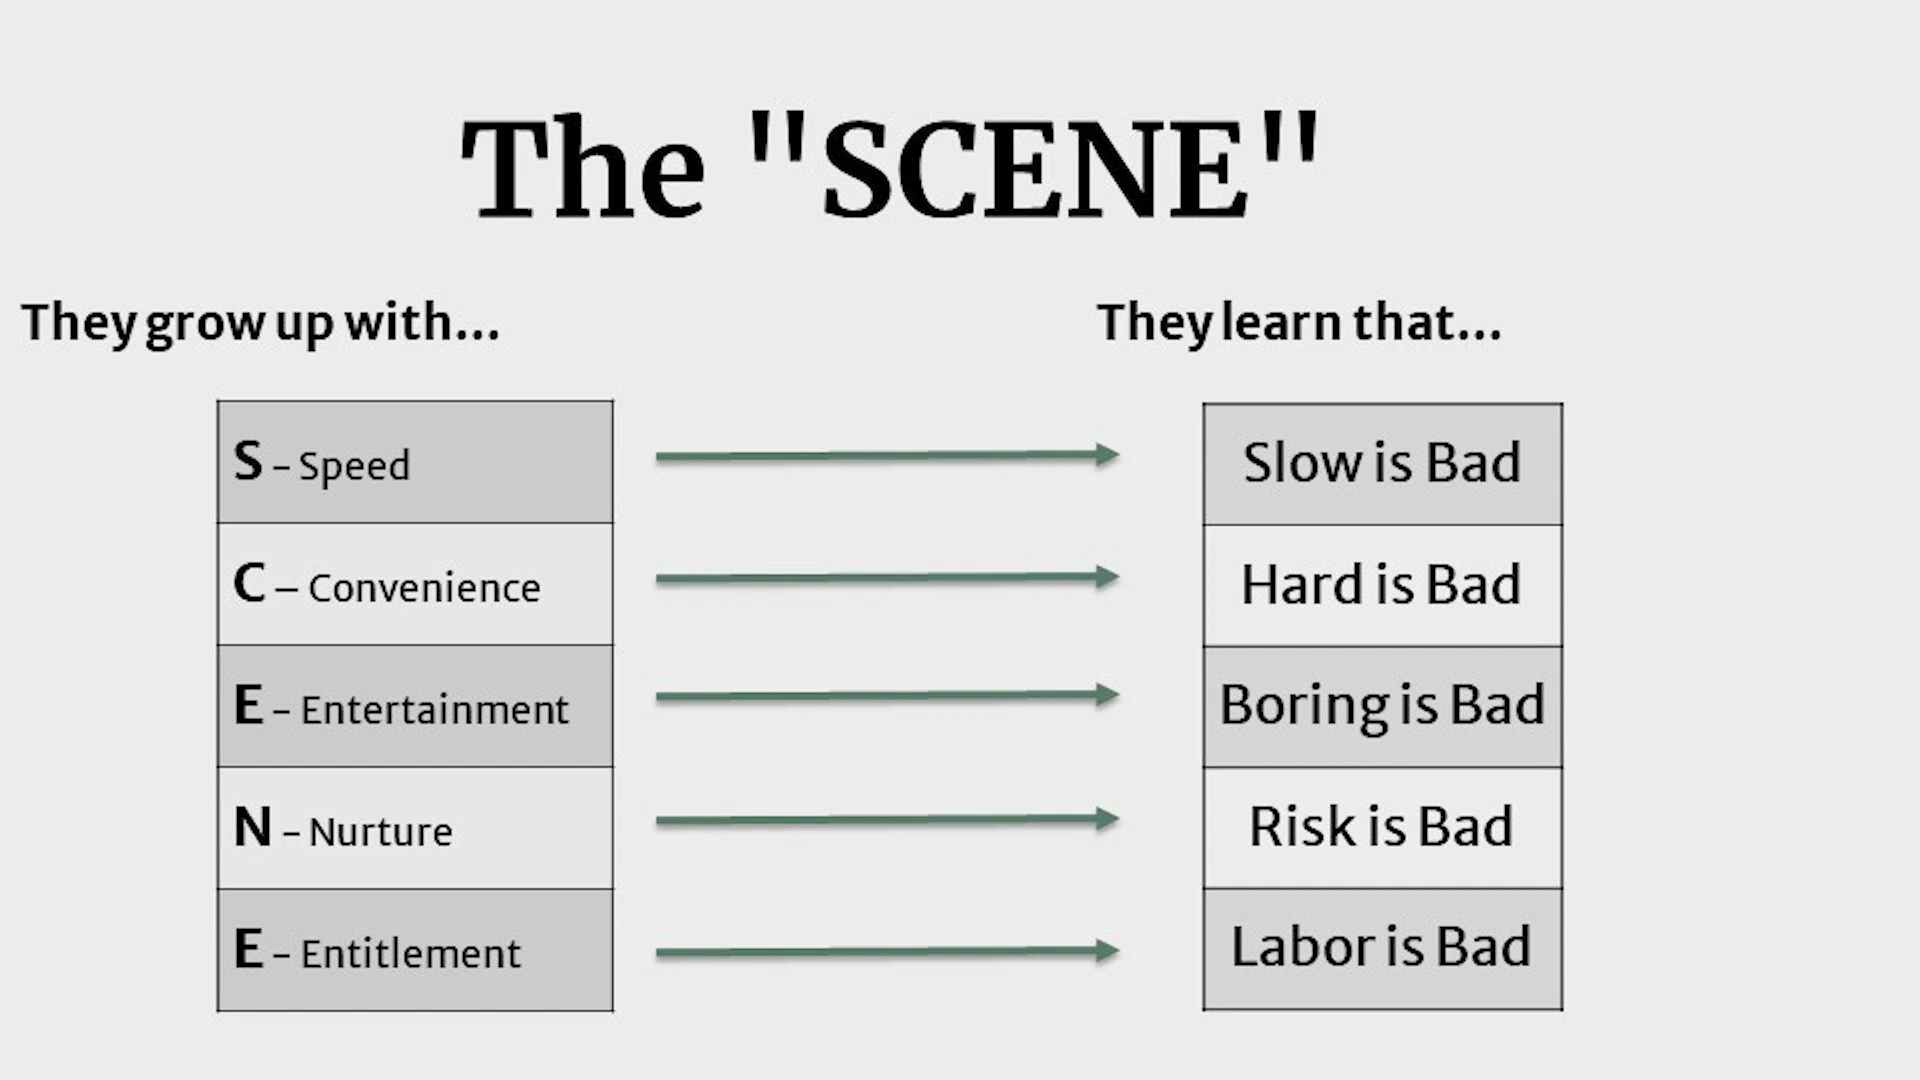 The "SCENE"
They grow up with...
They learn that...
S – Speed
Slow is Bad
C – Convenience
Hard is Bad
E – Entertainment
Boring is Bad
N – Nurture
Risk is Bad
E – Entitlement
Labor is Bad